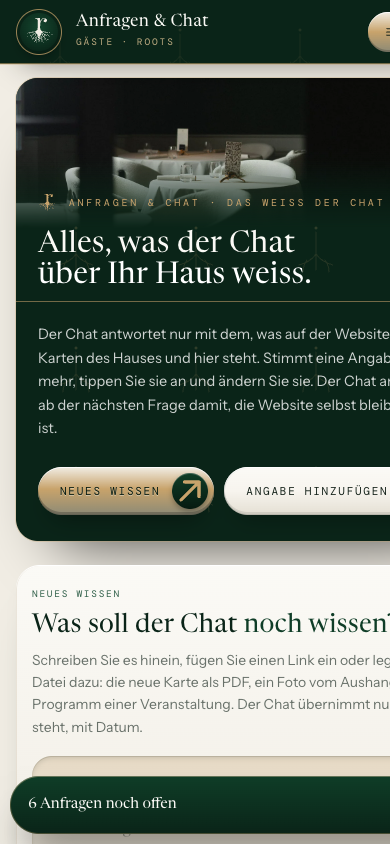 r
Anfragen & Chat
GÄSTE · ROOTS
r
ANFRAGEN & CHAT · DAS WEISS DER CHAT
Alles, was der Chat
über Ihr Haus weiss.
Der Chat antwortet nur mit dem, was auf der Website
Karten des Hauses und hier steht. Stimmt eine Angab
mehr, tippen Sie sie an und ändern Sie sie. Der Chat
ab der nächsten Frage damit, die Website selbst bleib
ist.
NEUES WISSEN
ANGABE HINZUFÜGEN
NEUES WISSEN
Was soll der Chat noch wissen?
Schreiben Sie es hinein, fügen Sie einen Link ein oder leg
Datei dazu: die neue Karte als PDF, ein Foto vom Aushan
Programm einer Veranstaltung. Der Chat übernimmt nu
steht, mit Datum.
6 Anfragen noch offen